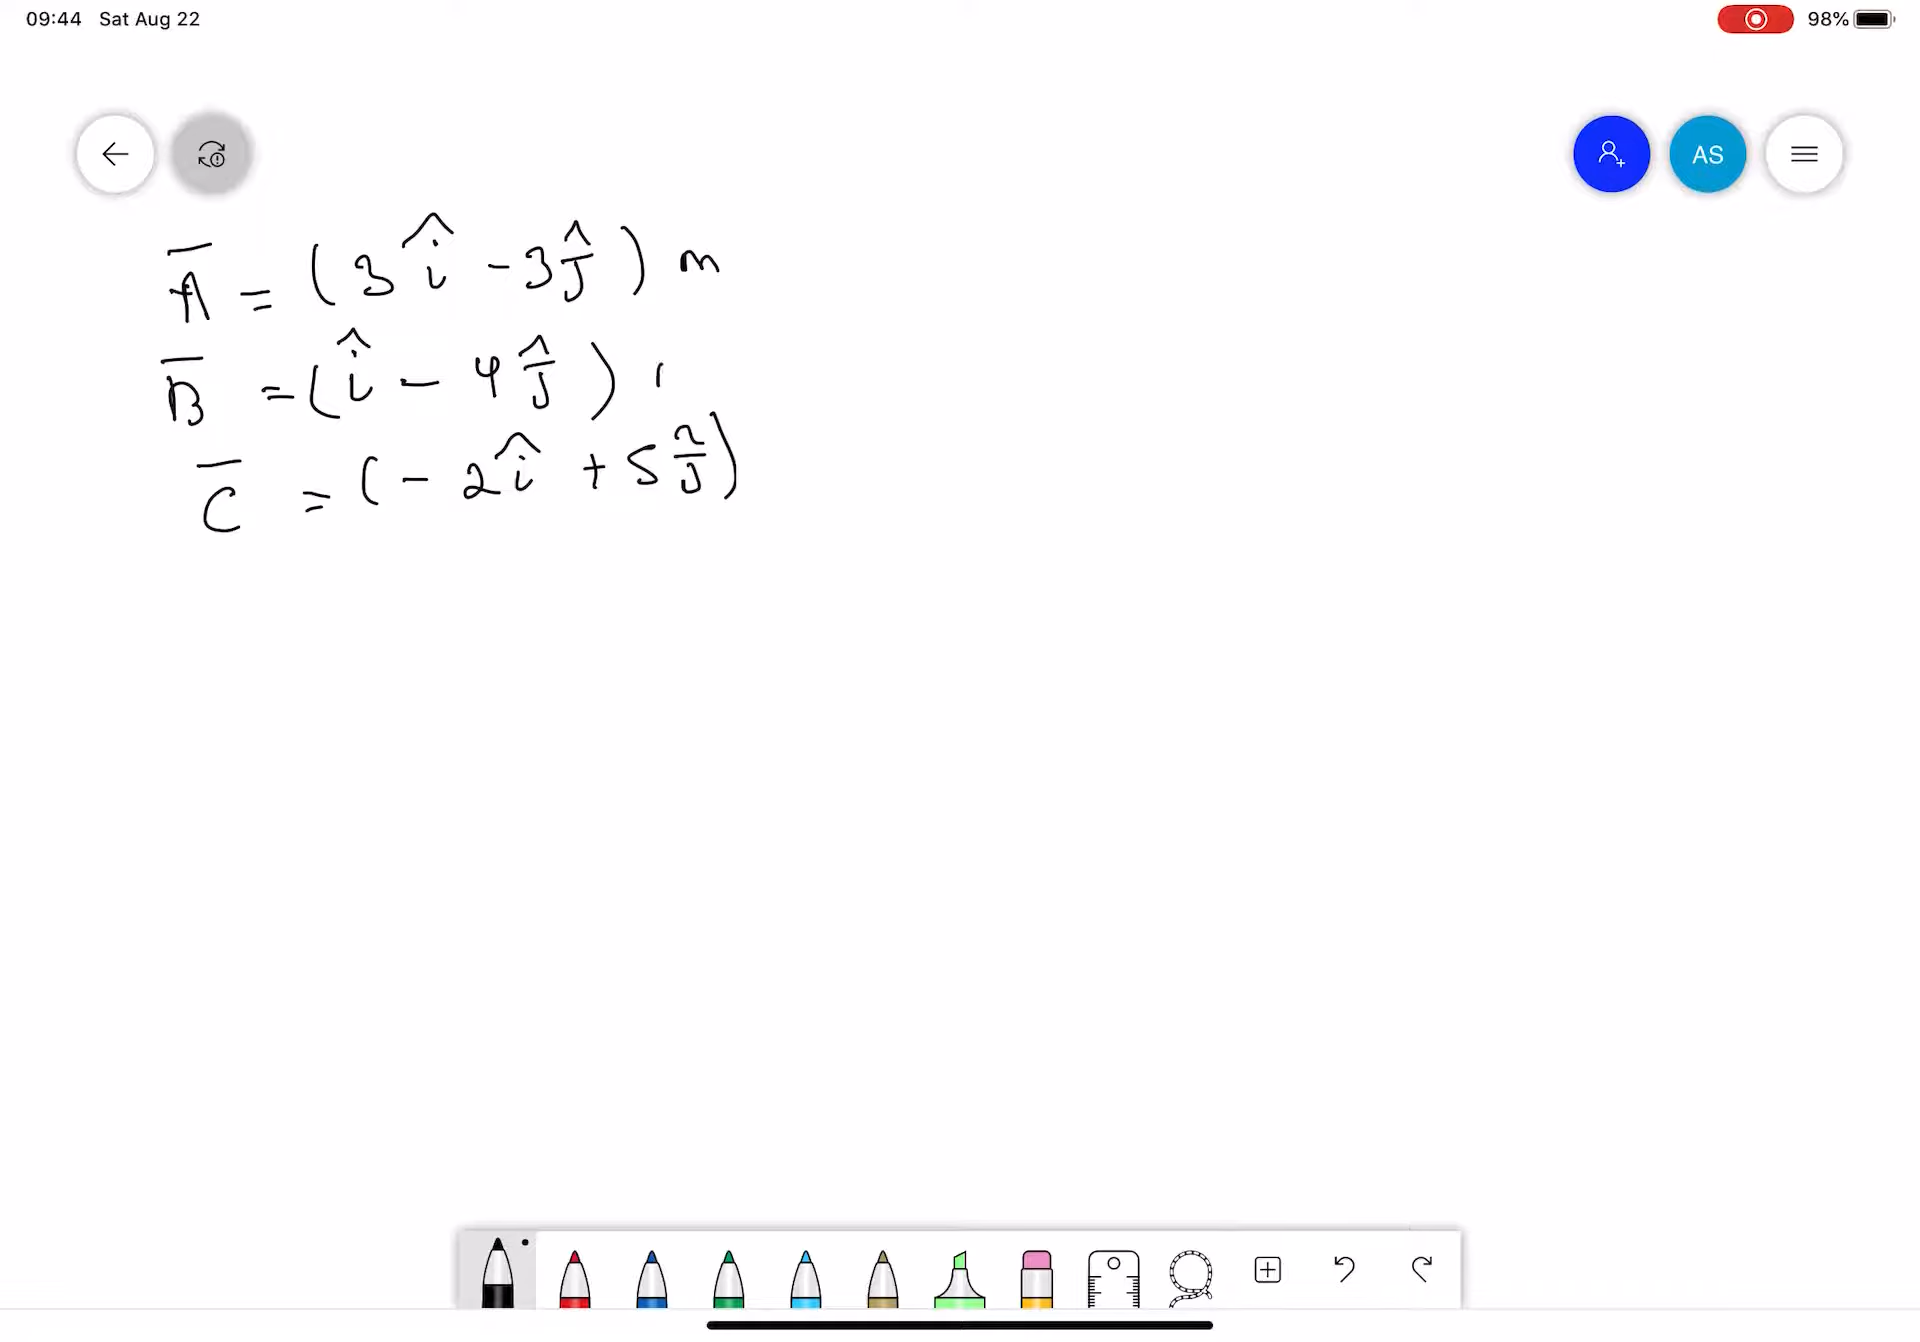 09:44 Sat Aug 22 98%
AS
A̅ = (3î - 3ĵ) m
B̅ = (î - 4ĵ)
C̅ = (- 2î + 5ĵ)